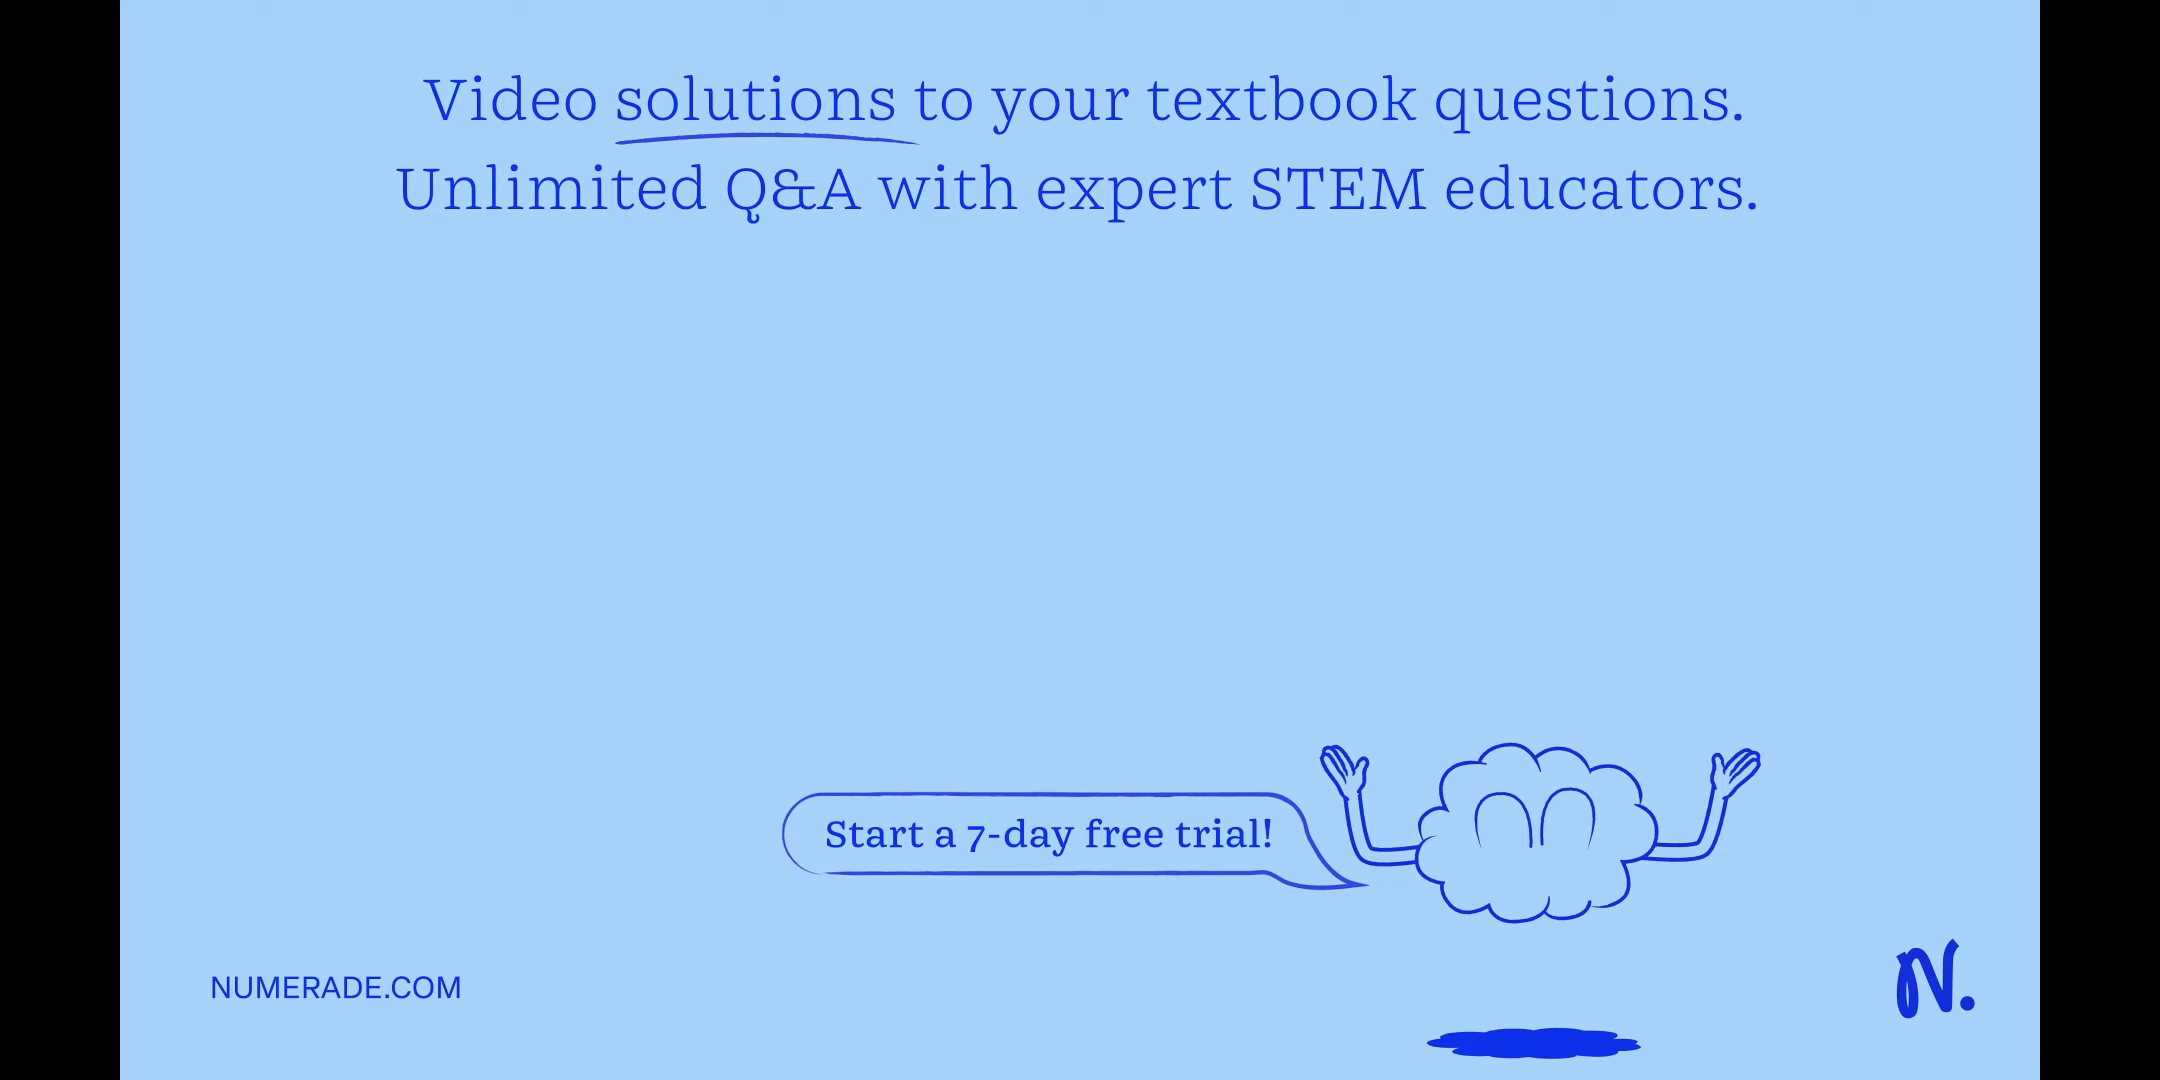 Video solutions to your textbook questions.
Unlimited Q&A with expert STEM educators.
Start a 7-day free trial!
NUMERADE.COM
N.